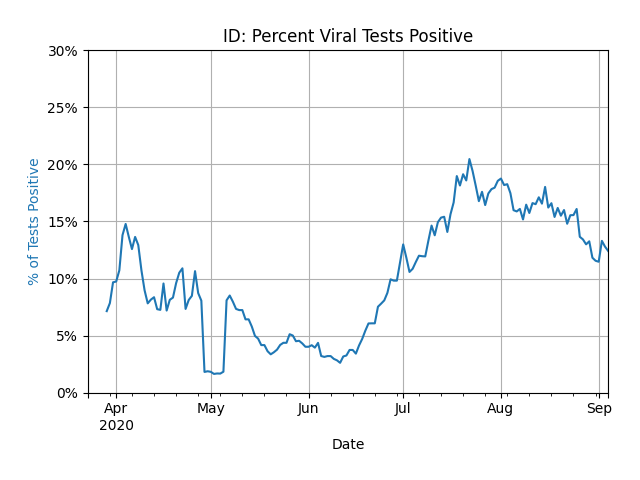 ID: Percent Viral Tests Positive
30%
25%
20%
15%
10%
5%
0%
% of Tests Positive
Apr May Jun Jul Aug Sep
2020
Date